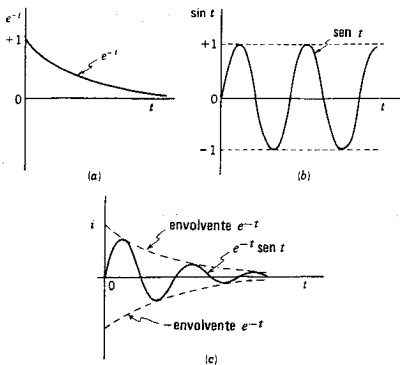 e⁻ᵗ
+1
e⁻ᵗ
0
t
(a)
sin t
+1
sen t
0
t
−1
(b)
i
envolvente e⁻ᵗ
e⁻ᵗ sen t
0
t
−envolvente e⁻ᵗ
(c)